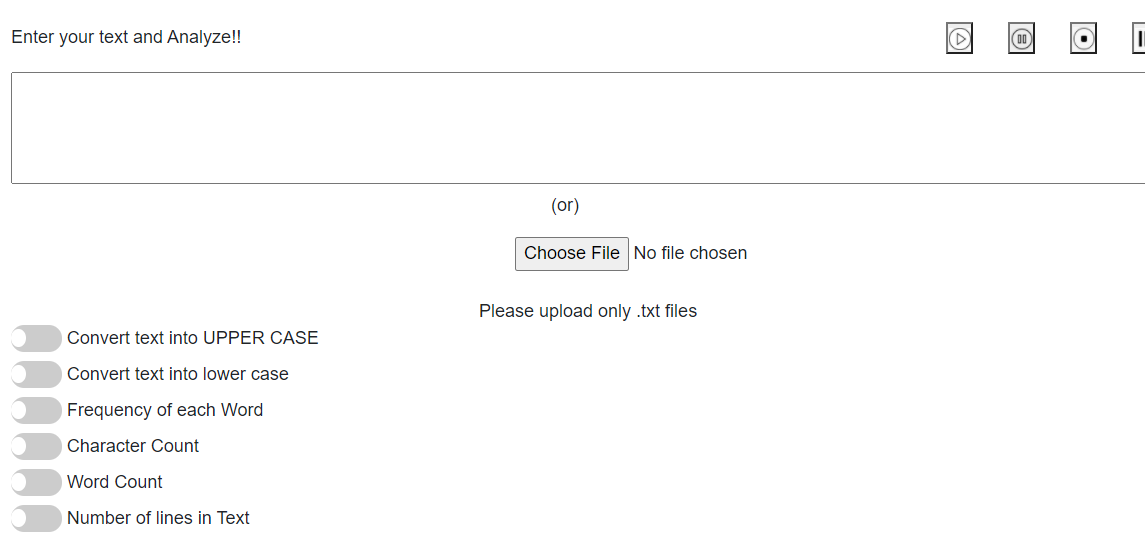 Enter your text and Analyze!!
(or)
Choose File No file chosen
Please upload only .txt files
Convert text into UPPER CASE
Convert text into lower case
Frequency of each Word
Character Count
Word Count
Number of lines in Text